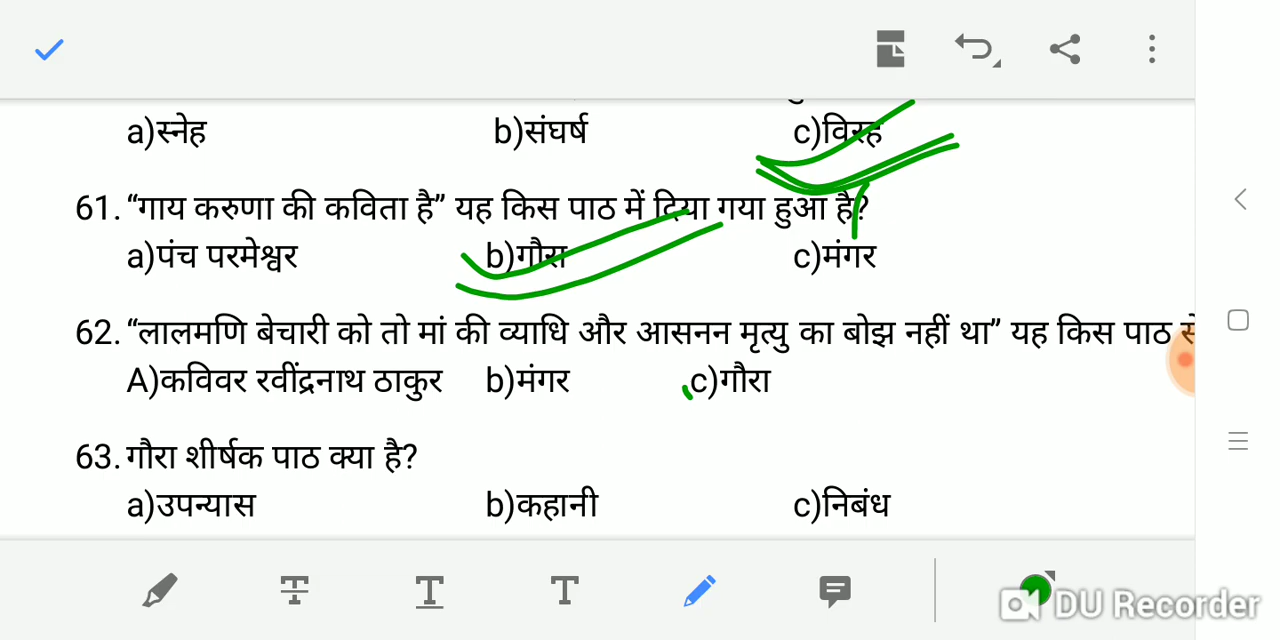 a)स्नेह b)संघर्ष c)विरह
61. “गाय करुणा की कविता है” यह किस पाठ में दिया गया हुआ है?
a)पंच परमेश्वर b)गौरा c)मंगर
62. “लालमणि बेचारी को तो मां की व्याधि और आसनन मृत्यु का बोझ नहीं था” यह किस पाठ से
A)कविवर रवींद्रनाथ ठाकुर b)मंगर c)गौरा
63. गौरा शीर्षक पाठ क्या है?
a)उपन्यास b)कहानी c)निबंध
T T T
DU Recorder